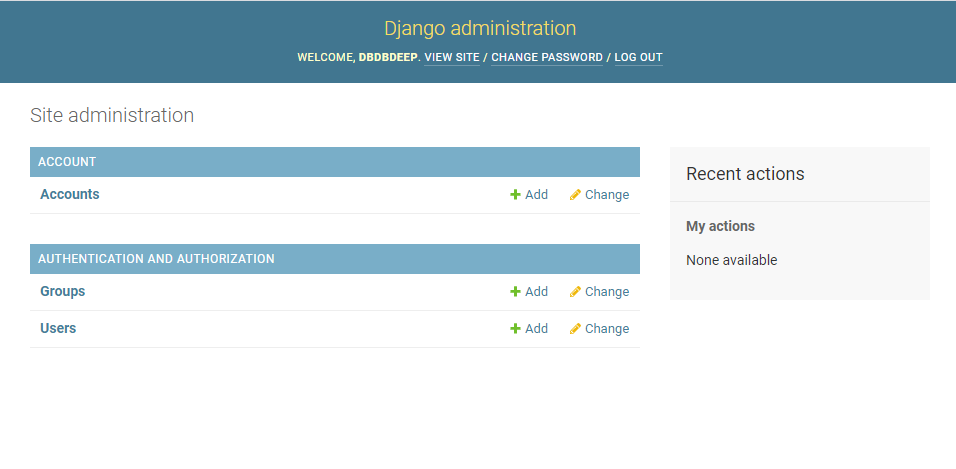 Django administration
WELCOME, DBDBDEEP. VIEW SITE / CHANGE PASSWORD / LOG OUT
Site administration
ACCOUNT
Accounts Add Change
AUTHENTICATION AND AUTHORIZATION
Groups Add Change
Users Add Change
Recent actions
My actions
None available